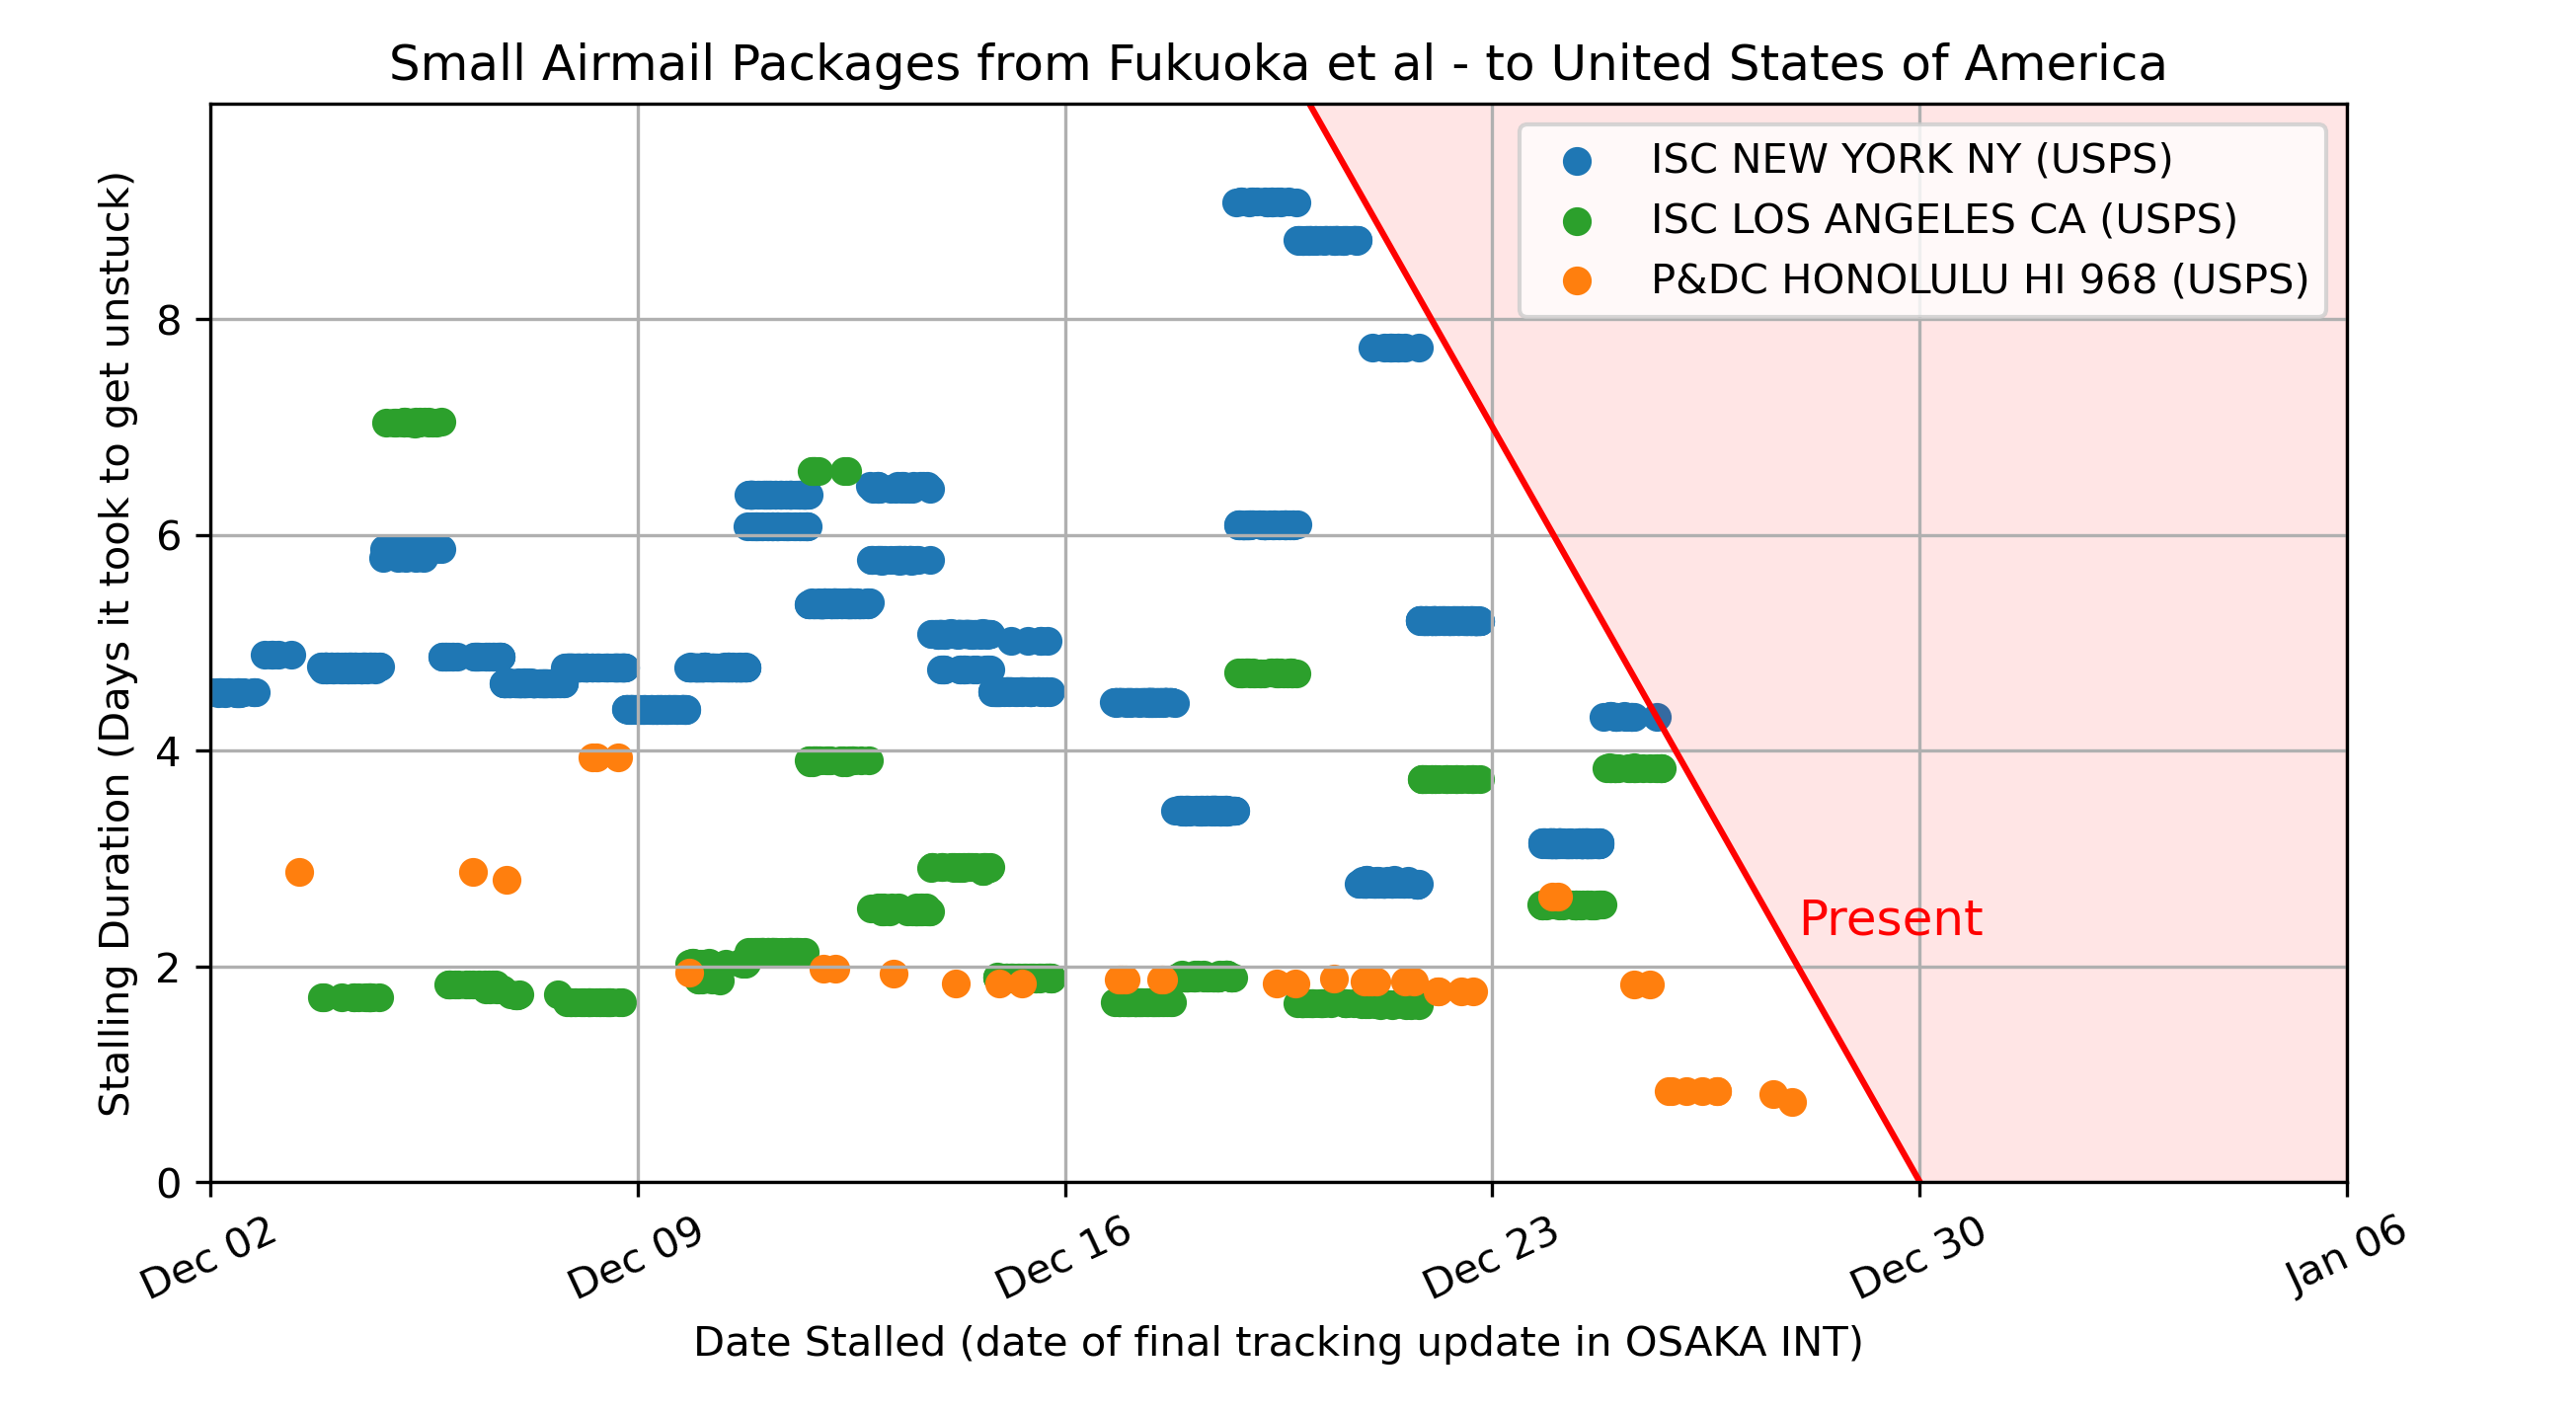 Small Airmail Packages from Fukuoka et al - to United States of America
ISC NEW YORK NY (USPS)
ISC LOS ANGELES CA (USPS)
P&DC HONOLULU HI 968 (USPS)
Stalling Duration (Days it took to get unstuck)
8
6
4
2
0
Present
Dec 02
Dec 09
Dec 16
Dec 23
Dec 30
Jan 06
Date Stalled (date of final tracking update in OSAKA INT)